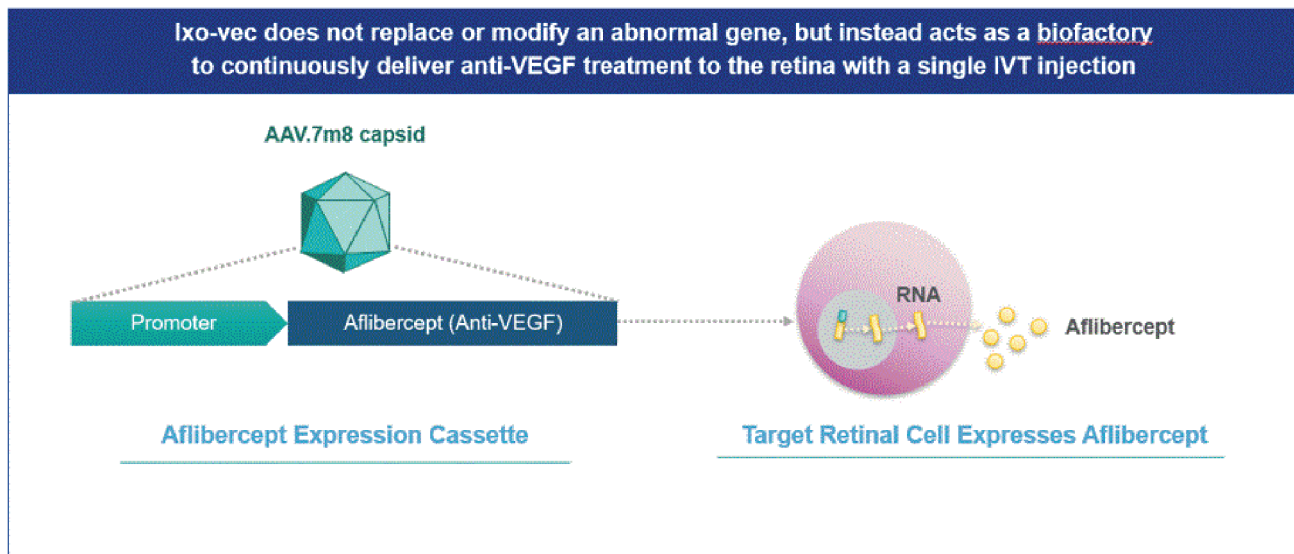 Ixo-vec does not replace or modify an abnormal gene, but instead acts as a biofactory
to continuously deliver anti-VEGF treatment to the retina with a single IVT injection
AAV.7m8 capsid
Promoter
Aflibercept (Anti-VEGF)
RNA
Aflibercept
Aflibercept Expression Cassette
Target Retinal Cell Expresses Aflibercept